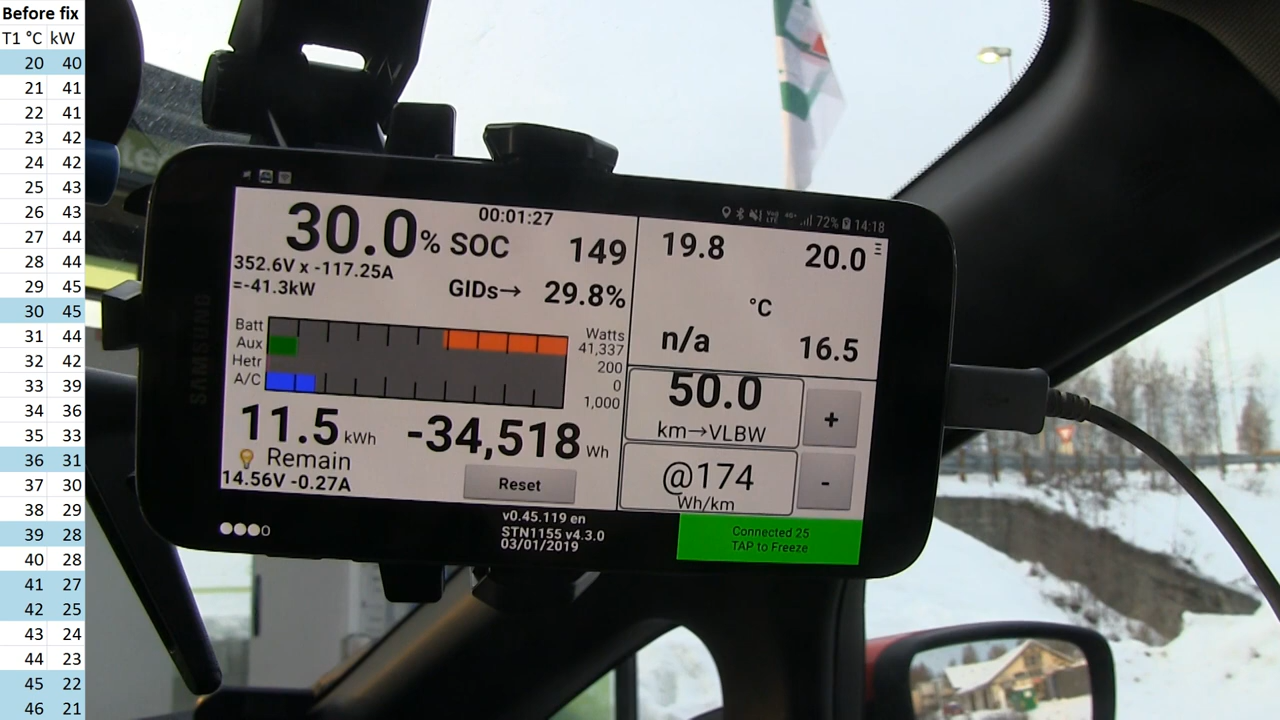 Before fix
T1 °C kW
20 40
21 41
22 41
23 42
24 42
25 43
26 43
27 44
28 44
29 45
30 45
31 44
32 42
33 39
34 36
35 33
36 31
37 30
38 29
39 28
40 28
41 27
42 25
43 24
44 23
45 22
46 21
SAMSUNG
72% 14:18
00:01:27
30.0% SOC 149
352.6V x -117.25A
=-41.3kW
GIDs→ 29.8%
Batt
Aux
Hetr
A/C
Watts
41,337
200
0
1,000
11.5 kWh
Remain
-34,518 Wh
14.56V -0.27A
Reset
19.8 20.0
°C
n/a 16.5
50.0
km→VLBW
+
@174
Wh/km
-
v0.45.119 en
STN1155 v4.3.0
03/01/2019
Connected 25
TAP to Freeze